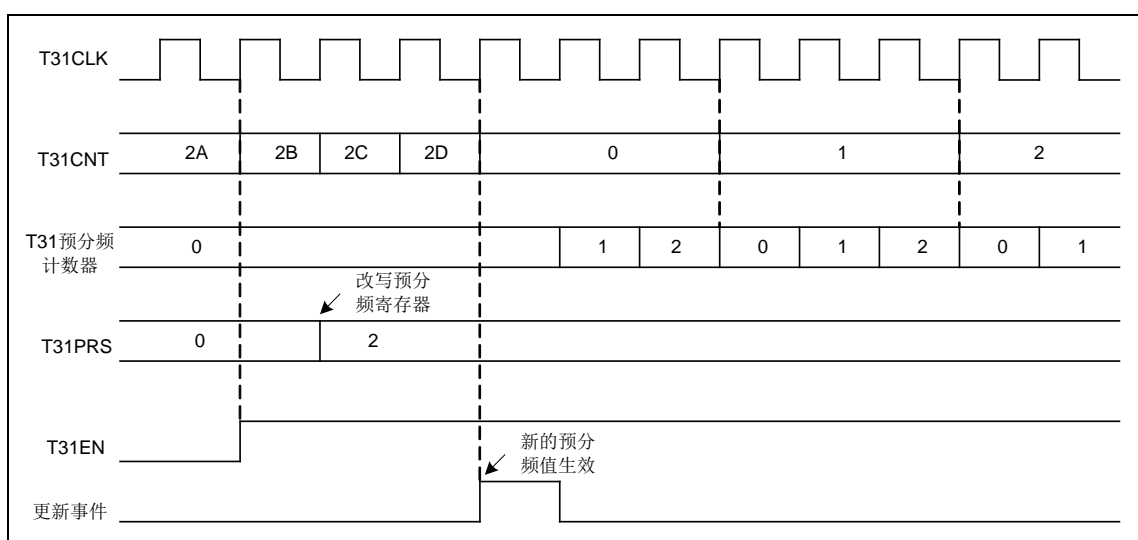 T31CLK
T31CNT
2A
2B
2C
2D
0
1
2
T31预分频
计数器
0
1
2
0
1
2
0
1
改写预分
频寄存器
T31PRS
0
2
T31EN
新的预分
频值生效
更新事件